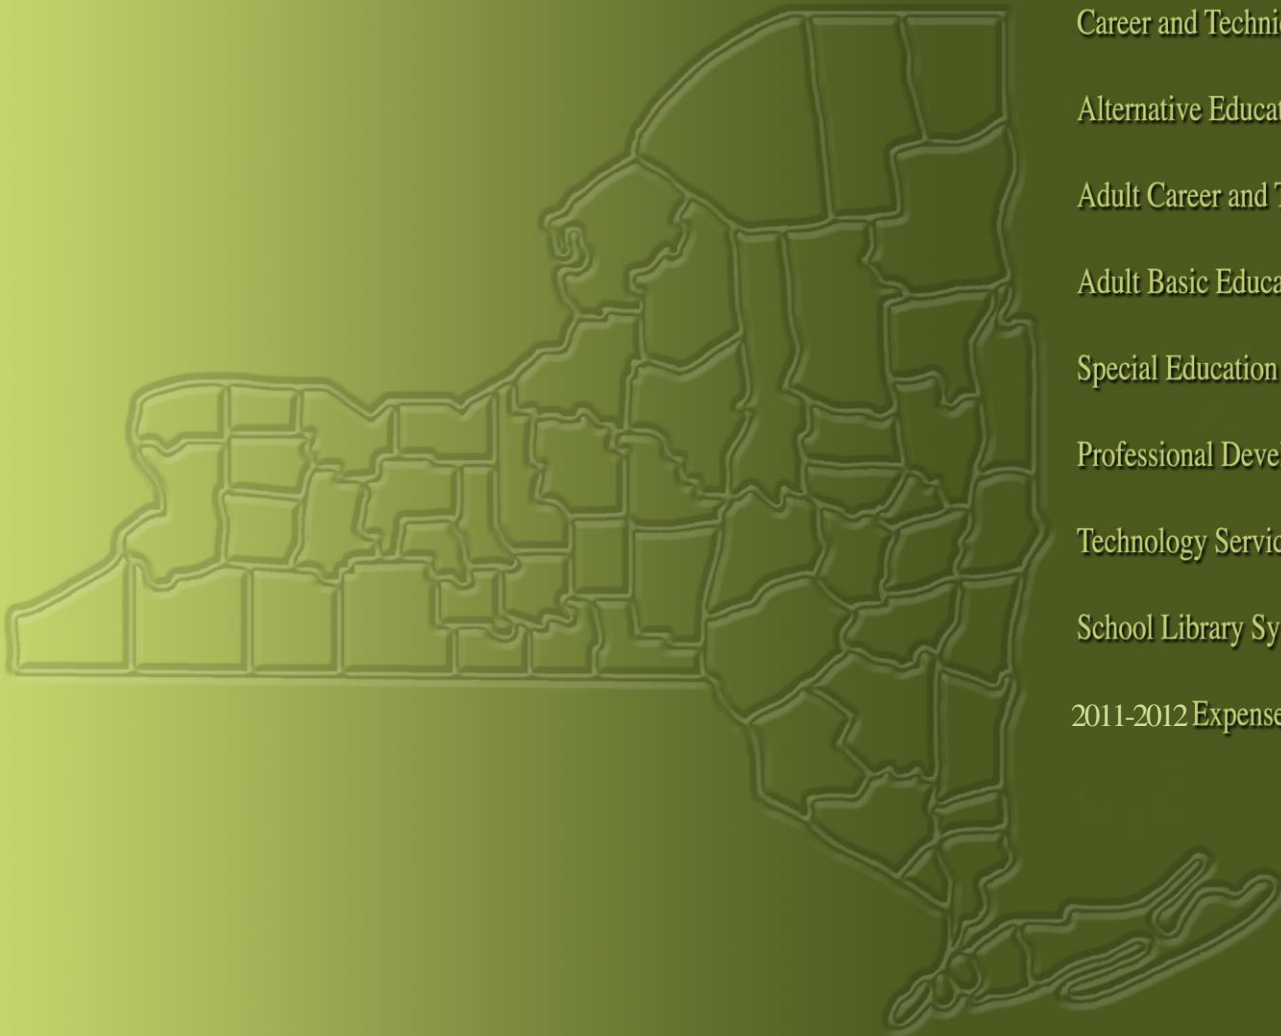 Career and Techni
Alternative Educat
Adult Career and T
Adult Basic Educa
Special Education
Professional Deve
Technology Servic
School Library Sy
2011-2012 Expense